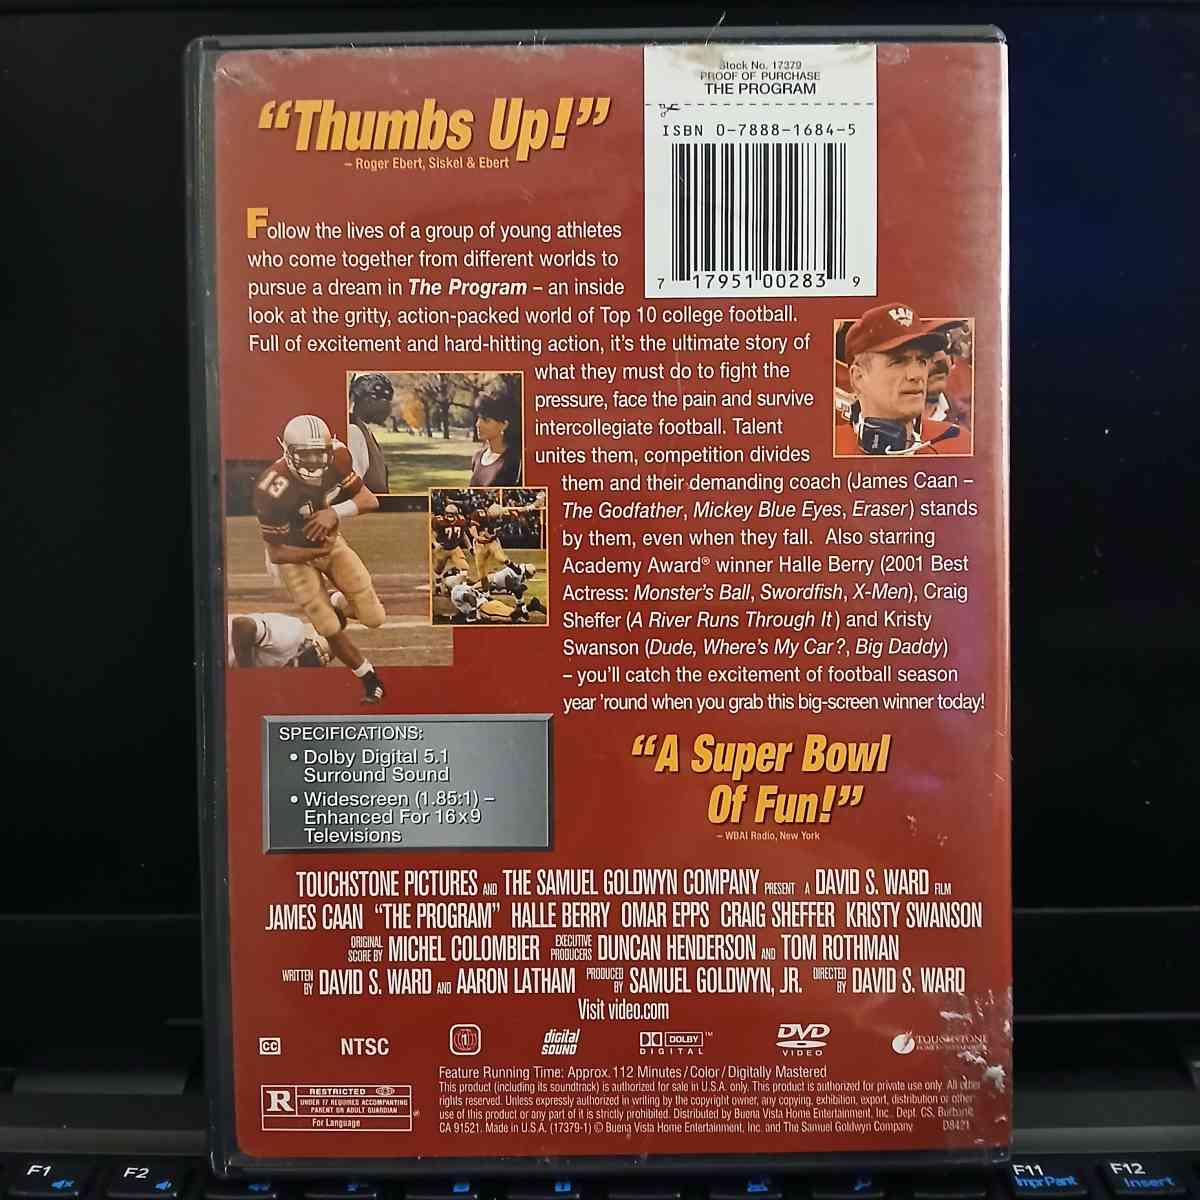 Stock No. 17379
PROOF OF PURCHASE
THE PROGRAM
ISBN 0-7888-1684-5
7 17951 00283 9
“Thumbs Up!”
– Roger Ebert, Siskel & Ebert
Follow the lives of a group of young athletes
who come together from different worlds to
pursue a dream in The Program – an inside
look at the gritty, action-packed world of Top 10 college football.
Full of excitement and hard-hitting action, it's the ultimate story of
what they must do to fight the
pressure, face the pain and survive
intercollegiate football. Talent
unites them, competition divides
them and their demanding coach (James Caan –
The Godfather, Mickey Blue Eyes, Eraser) stands
by them, even when they fall. Also starring
Academy Award® winner Halle Berry (2001 Best
Actress: Monster's Ball, Swordfish, X-Men), Craig
Sheffer (A River Runs Through It) and Kristy
Swanson (Dude, Where's My Car?, Big Daddy)
– you'll catch the excitement of football season
year 'round when you grab this big-screen winner today!
ESU
13
77
SPECIFICATIONS:
• Dolby Digital 5.1
Surround Sound
• Widescreen (1.85:1) –
Enhanced For 16x9
Televisions
“A Super Bowl
Of Fun!”
– WBAI Radio, New York
TOUCHSTONE PICTURES AND THE SAMUEL GOLDWYN COMPANY PRESENT A DAVID S. WARD FILM
JAMES CAAN “THE PROGRAM” HALLE BERRY OMAR EPPS CRAIG SHEFFER KRISTY SWANSON
ORIGINAL SCORE BY MICHEL COLOMBIER EXECUTIVE PRODUCERS DUNCAN HENDERSON AND TOM ROTHMAN
WRITTEN BY DAVID S. WARD AND AARON LATHAM PRODUCED BY SAMUEL GOLDWYN, JR. DIRECTED BY DAVID S. WARD
Visit video.com
CC NTSC 1 digital SOUND DOLBY DIGITAL ™ DVD VIDEO TOUCHSTONE HOME ENTERTAINMENT
Feature Running Time: Approx. 112 Minutes / Color / Digitally Mastered
This product (including its soundtrack) is authorized for sale in U.S.A. only. This product is authorized for private use only. All other
rights reserved. Unless expressly authorized in writing by the copyright owner, any copying, exhibition, export, distribution or other
use of this product or any part of it is strictly prohibited. Distributed by Buena Vista Home Entertainment, Inc., Dept. CS, Burbank,
CA 91521. Made in U.S.A. (17379-1) © Buena Vista Home Entertainment, Inc. and The Samuel Goldwyn Company D8421
R RESTRICTED
UNDER 17 REQUIRES ACCOMPANYING
PARENT OR ADULT GUARDIAN
For Language
®
F1 F2 F11 F12
ImprPant Insert